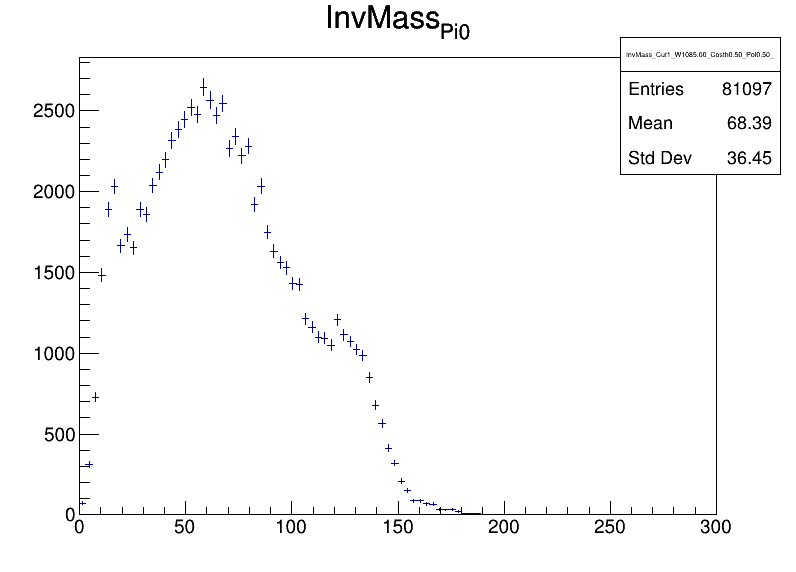 InvMass_Pi0
InvMass_Cut1_W1085.00_Costh0.50_Pol0.50_
Entries 81097
Mean 68.39
Std Dev 36.45
2500
2000
1500
1000
500
0
0 50 100 150 200 250 300